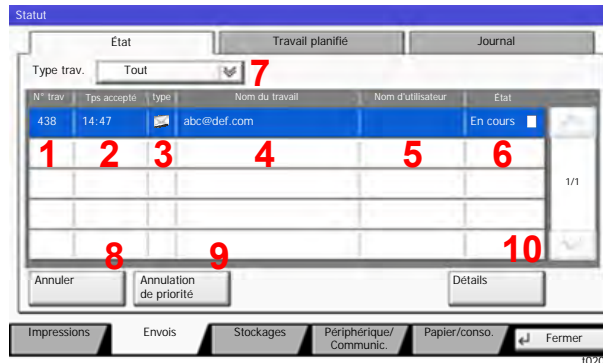 Statut
État Travail planifié Journal
Type trav. Tout 7
N° trav Tps accepté type Nom du travail Nom d'utilisateur État
438 14:47 abc@def.com En cours
1 2 3 4 5 6
1/1
8 9 10
Annuler Annulation de priorité Détails
Impressions Envois Stockages Périphérique/ Communic. Papier/conso. Fermer
t020